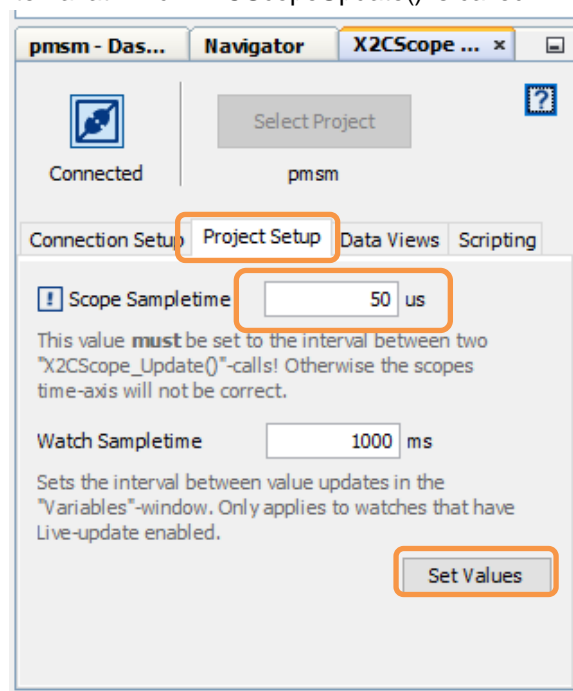 pmsm - Das... Navigator X2CScope ... ×
?
Select Project
Connected pmsm
Connection Setup Project Setup Data Views Scripting
! Scope Sampletime 50 us
This value must be set to the interval between two
"X2CScope_Update()"-calls! Otherwise the scopes
time-axis will not be correct.
Watch Sampletime 1000 ms
Sets the interval between value updates in the
"Variables"-window. Only applies to watches that have
Live-update enabled.
Set Values